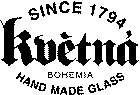 SINCE 1794
Květná
BOHEMIA
HAND MADE GLASS